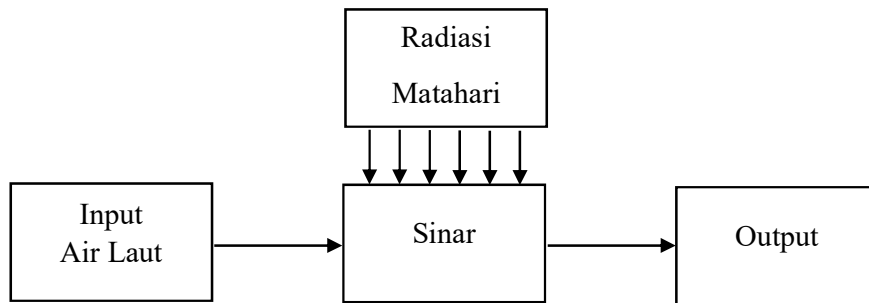 Radiasi
Matahari
Input
Air Laut
Sinar
Output